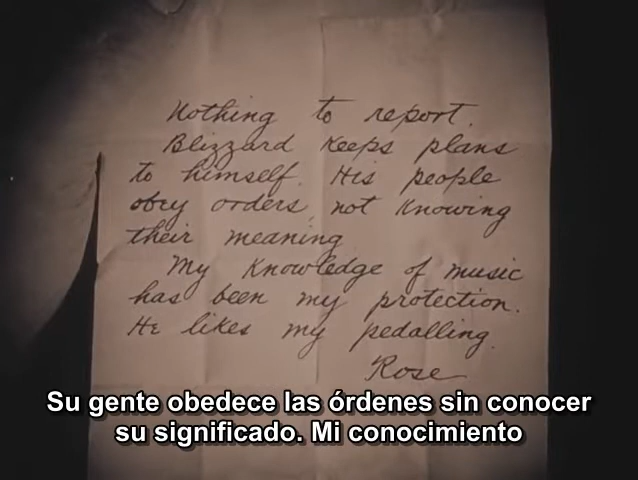 Nothing to report.
Blizzard keeps plans
to himself. His people
obey orders, not knowing
their meaning
My knowledge of music
has been my protection.
He likes my pedalling.
Rose
Su gente obedece las órdenes sin conocer
su significado. Mi conocimiento